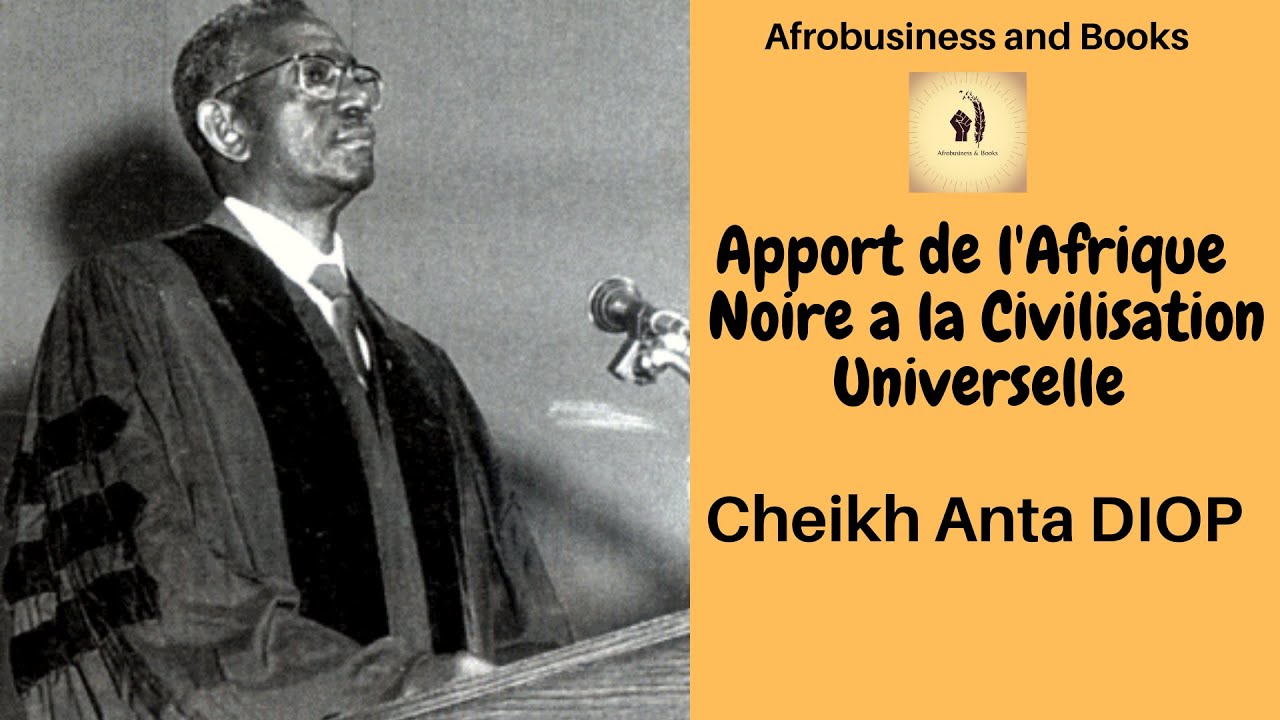 Afrobusiness and Books
Afrobusiness & Books
Apport de l'Afrique
Noire a la Civilisation
Universelle
Cheikh Anta DIOP